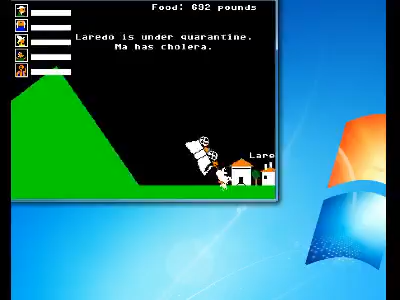 Food: 692 pounds
Laredo is under quarantine.
Ma has cholera.
Lare